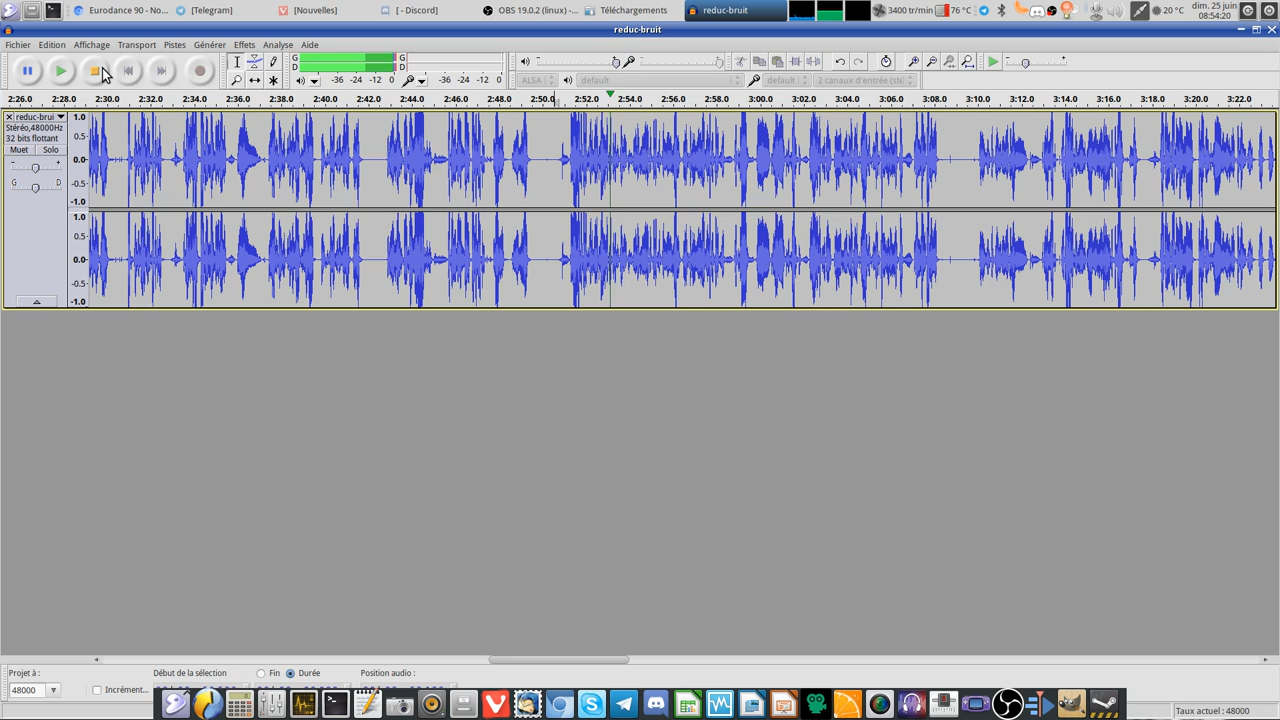 Eurodance 90 - No...
[Telegram]
[Nouvelles]
[ - Discord]
OBS 19.0.2 (linux) -...
Téléchargements
reduc-bruit
3400 tr/min
76 °C
20 °C
dim. 25 juin
08:54:20
reduc-bruit
Fichier Edition Affichage Transport Pistes Générer Effets Analyse Aide
G
D
-36 -24 -12 0
G
D
-36 -24 -12 0
ALSA
default
default
2 canaux d'entrée (sté
2:26.0 2:28.0 2:30.0 2:32.0 2:34.0 2:36.0 2:38.0 2:40.0 2:42.0 2:44.0 2:46.0 2:48.0 2:50.0 2:52.0 2:54.0 2:56.0 2:58.0 3:00.0 3:02.0 3:04.0 3:06.0 3:08.0 3:10.0 3:12.0 3:14.0 3:16.0 3:18.0 3:20.0 3:22.0
reduc-brui
Stéréo,48000Hz
32 bits flottant
Muet Solo
- +
G D
1.0
0.5
0.0
-0.5
-1.0
1.0
0.5
0.0
-0.5
-1.0
Projet à :
Début de la sélection
Fin
Durée
Position audio :
48000
Incrément...
Taux actuel : 48000